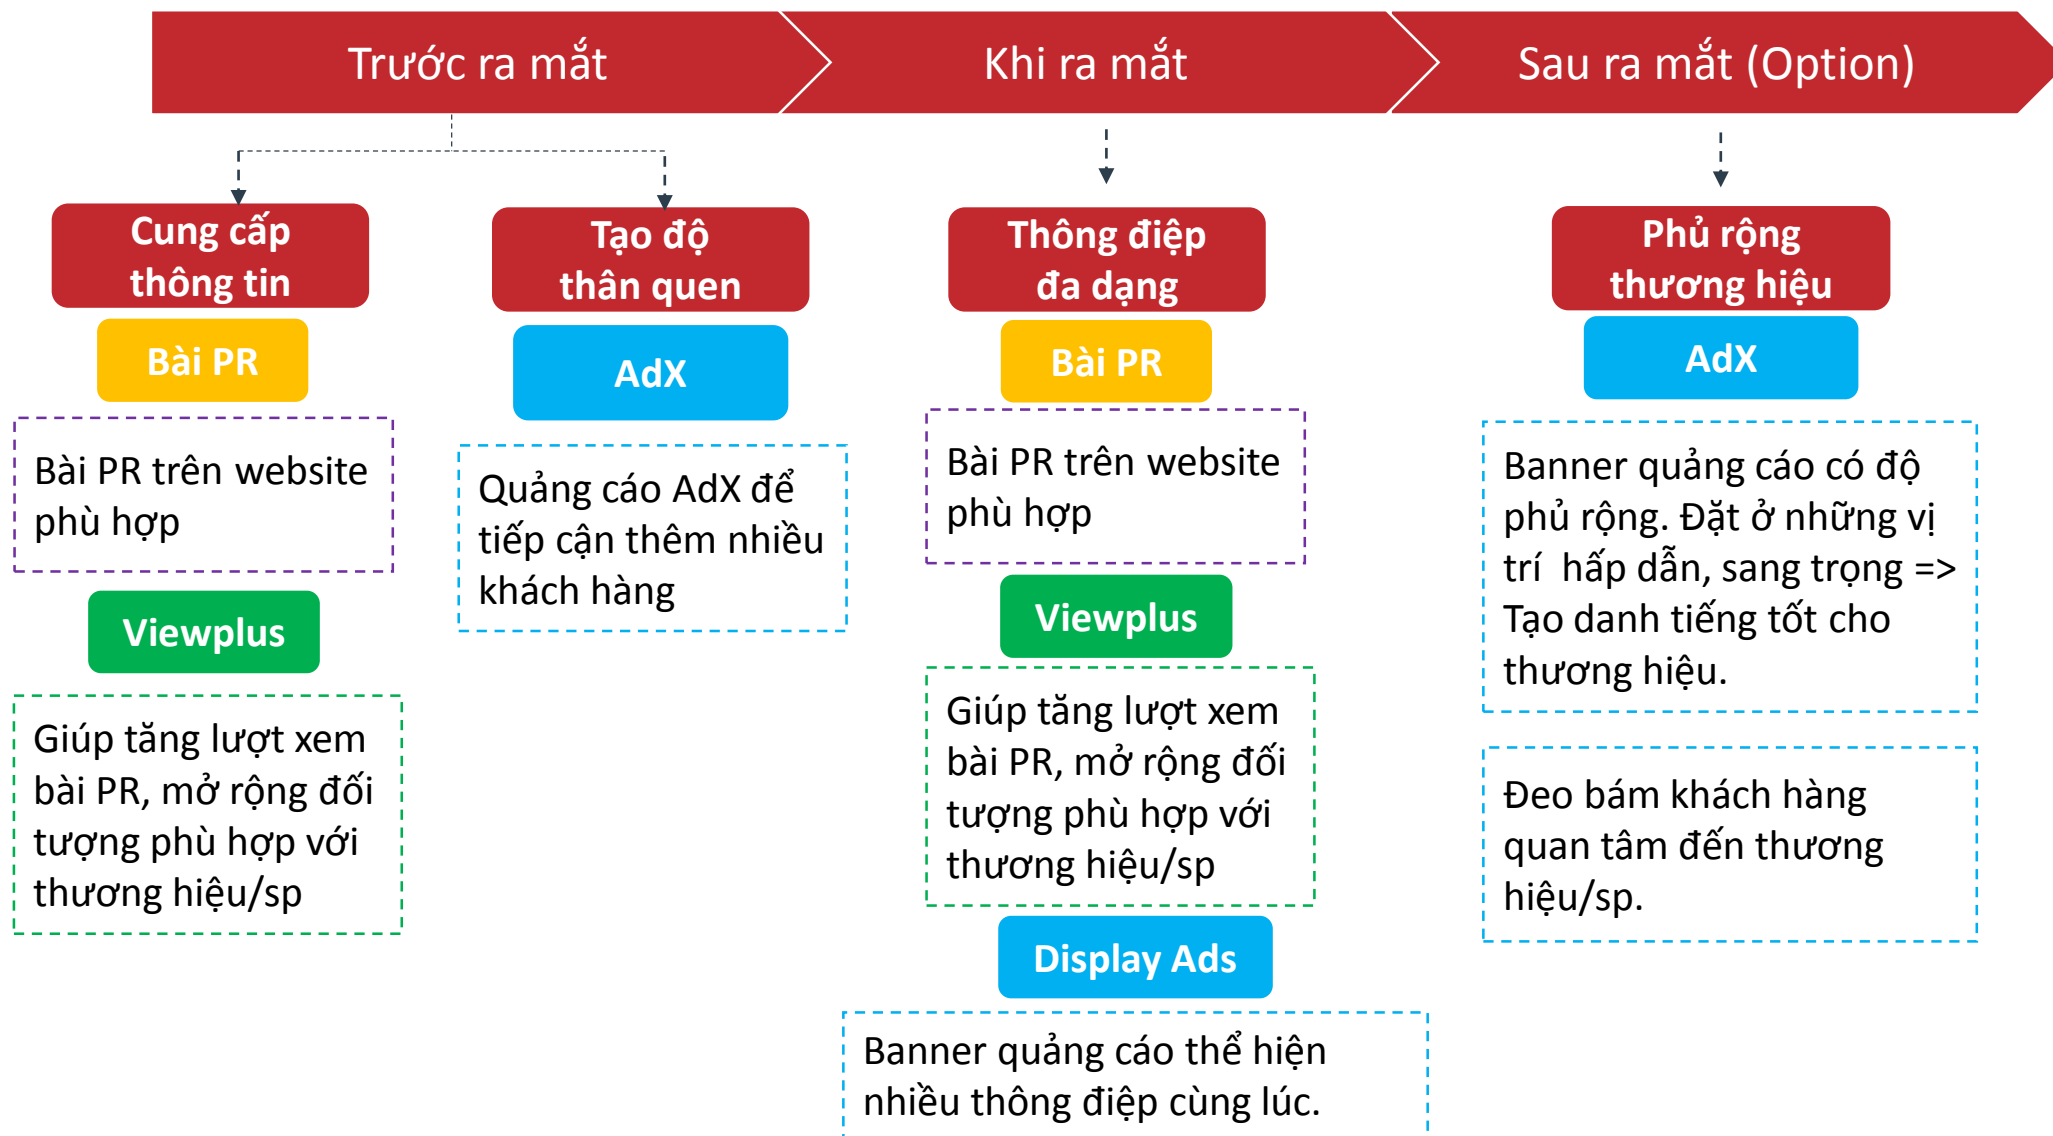 Trước ra mắt
Khi ra mắt
Sau ra mắt (Option)
Cung cấp
thông tin
Bài PR
Bài PR trên website
phù hợp
Viewplus
Giúp tăng lượt xem
bài PR, mở rộng đối
tượng phù hợp với
thương hiệu/sp
Tạo độ
thân quen
AdX
Quảng cáo AdX để
tiếp cận thêm nhiều
khách hàng
Thông điệp
đa dạng
Bài PR
Bài PR trên website
phù hợp
Viewplus
Giúp tăng lượt xem
bài PR, mở rộng đối
tượng phù hợp với
thương hiệu/sp
Display Ads
Banner quảng cáo thể hiện
nhiều thông điệp cùng lúc.
Phủ rộng
thương hiệu
AdX
Banner quảng cáo có độ
phủ rộng. Đặt ở những vị
trí  hấp dẫn, sang trọng =>
Tạo danh tiếng tốt cho
thương hiệu.
Đeo bám khách hàng
quan tâm đến thương
hiệu/sp.